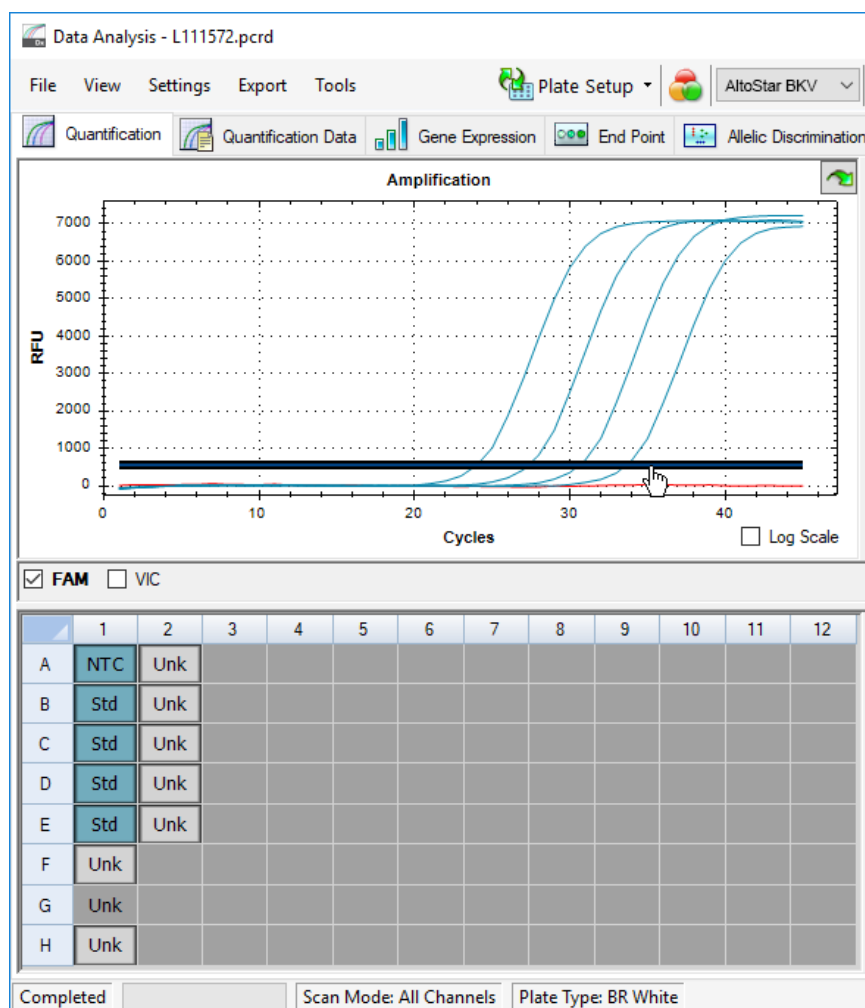 Data Analysis - L111572.pcrd
File View Settings Export Tools Plate Setup AltoStar BKV
Quantification Quantification Data Gene Expression End Point Allelic Discrimination
Amplification
7000
6000
5000
4000
RFU
3000
2000
1000
0
0 10 20 30 40
Cycles
Log Scale
FAM VIC
1 2 3 4 5 6 7 8 9 10 11 12
A NTC Unk
B Std Unk
C Std Unk
D Std Unk
E Std Unk
F Unk
G Unk
H Unk
Completed Scan Mode: All Channels Plate Type: BR White